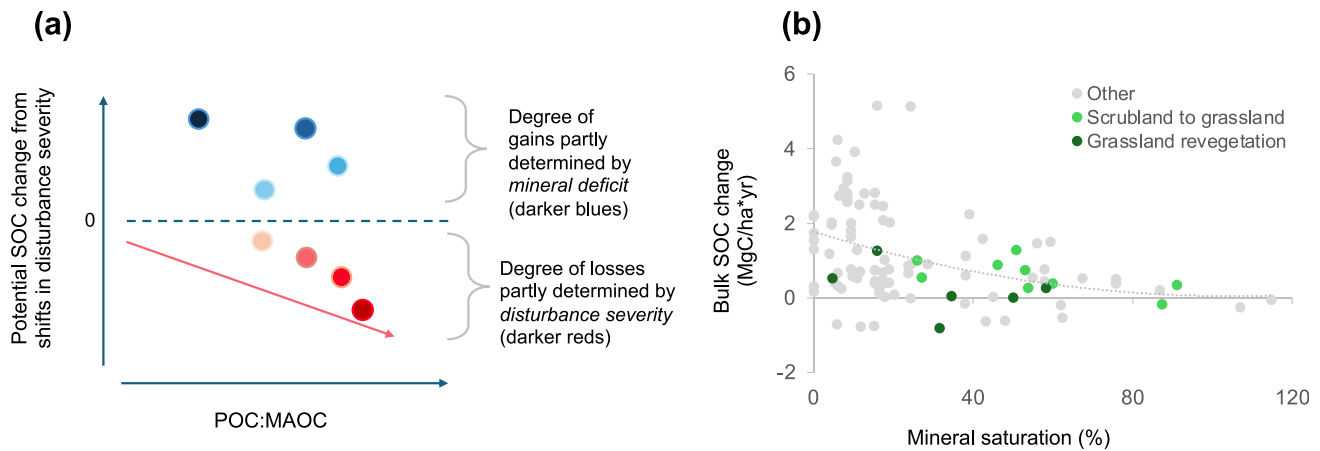 (a)
Potential SOC change from
shifts in disturbance severity
0
POC:MAOC
Degree of
gains partly
determined by
mineral deficit
(darker blues)
Degree of losses
partly determined by
disturbance severity
(darker reds)
(b)
Bulk SOC change
(MgC/ha*yr)
6
4
2
0
-2
0
40
80
120
Mineral saturation (%)
Other
Scrubland to grassland
Grassland revegetation